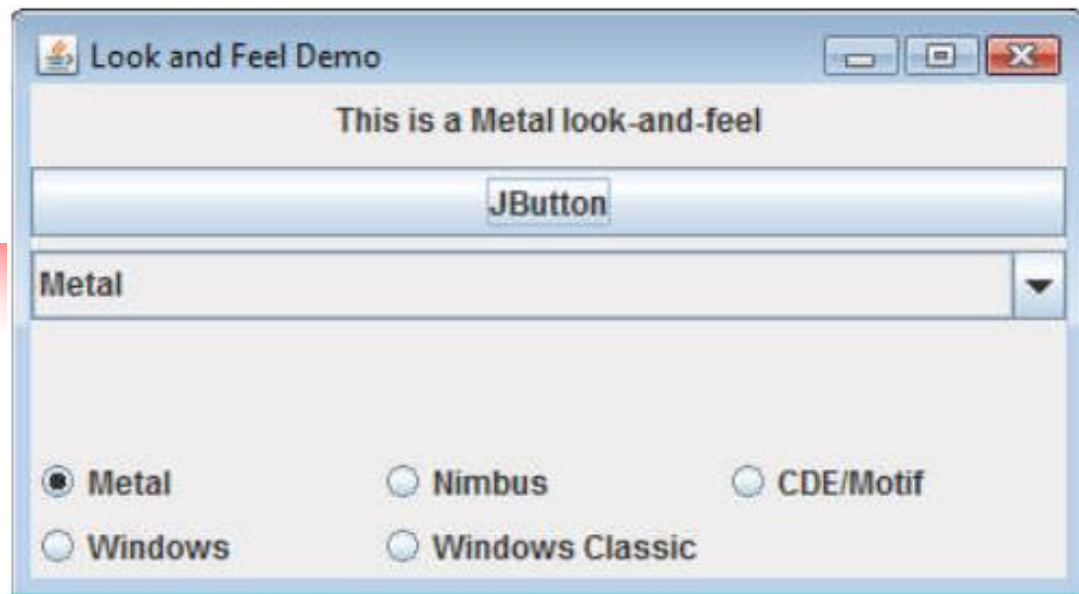 Look and Feel Demo
This is a Metal look-and-feel
JButton
Metal
Metal Nimbus CDE/Motif
Windows Windows Classic